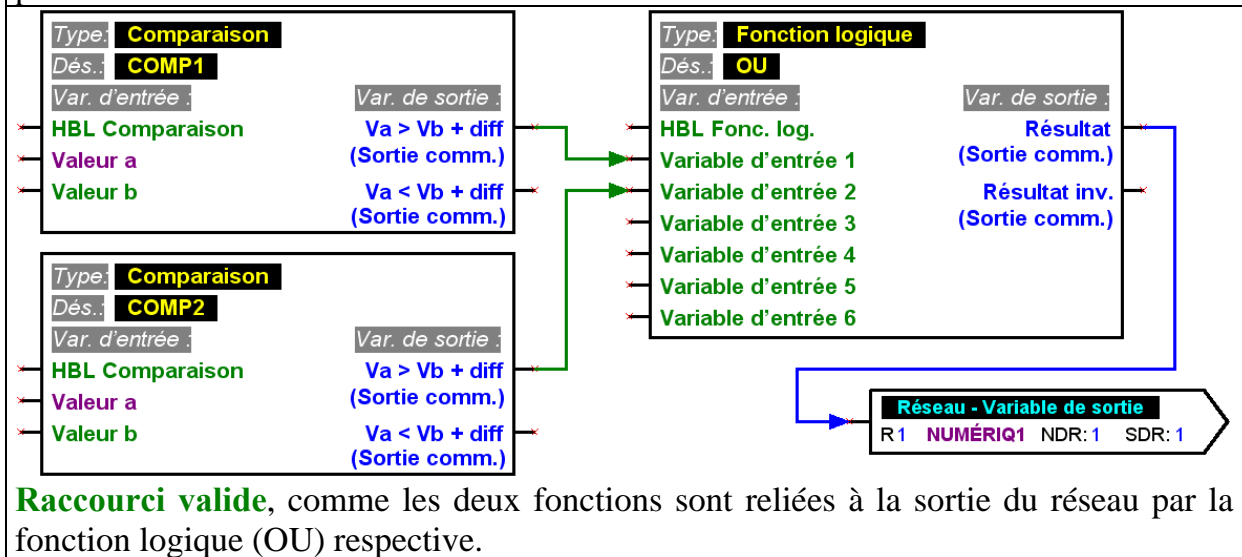 Type: Comparaison
Dés.: COMP1
Var. d'entrée : Var. de sortie :
HBL Comparaison Va > Vb + diff
Valeur a (Sortie comm.)
Valeur b Va < Vb + diff
(Sortie comm.)
Type: Comparaison
Dés.: COMP2
Var. d'entrée : Var. de sortie :
HBL Comparaison Va > Vb + diff
Valeur a (Sortie comm.)
Valeur b Va < Vb + diff
(Sortie comm.)
Type: Fonction logique
Dés.: OU
Var. d'entrée : Var. de sortie :
HBL Fonc. log. Résultat
Variable d'entrée 1 (Sortie comm.)
Variable d'entrée 2 Résultat inv.
Variable d'entrée 3 (Sortie comm.)
Variable d'entrée 4
Variable d'entrée 5
Variable d'entrée 6
Réseau - Variable de sortie
R1 NUMÉRIQ1 NDR: 1 SDR: 1
Raccourci valide, comme les deux fonctions sont reliées à la sortie du réseau par la
fonction logique (OU) respective.